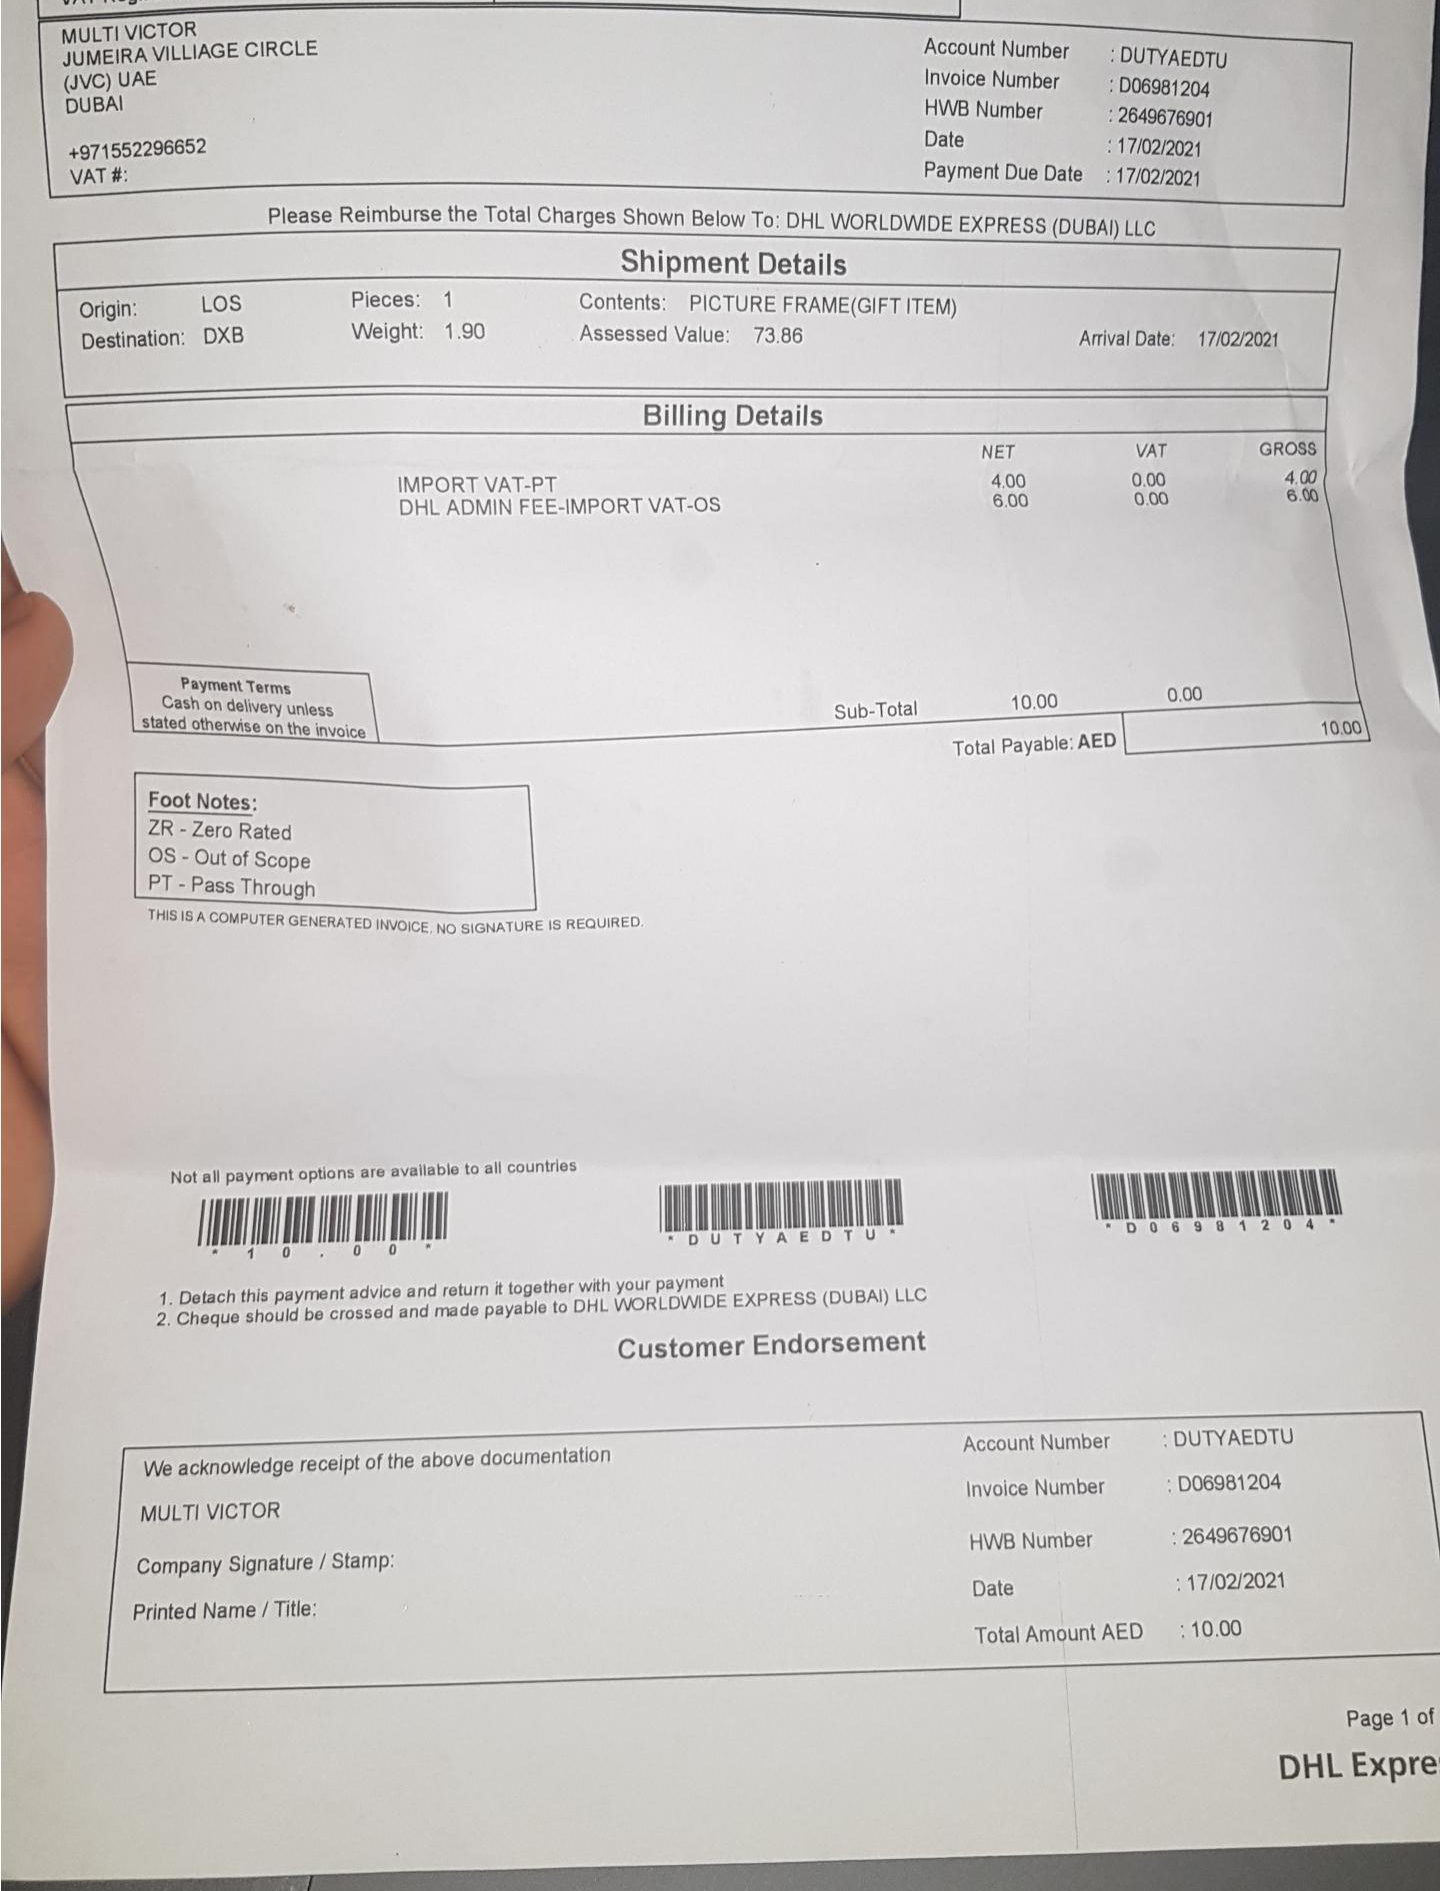 MULTI VICTOR
JUMEIRA VILLIAGE CIRCLE
(JVC) UAE
DUBAI
+971552296652
VAT #:
Account Number : DUTYAEDTU
Invoice Number : D06981204
HWB Number : 2649676901
Date : 17/02/2021
Payment Due Date : 17/02/2021
Please Reimburse the Total Charges Shown Below To: DHL WORLDWIDE EXPRESS (DUBAI) LLC
Shipment Details
Origin: LOS Pieces: 1 Contents: PICTURE FRAME(GIFT ITEM)
Destination: DXB Weight: 1.90 Assessed Value: 73.86 Arrival Date: 17/02/2021
Billing Details
NET VAT GROSS
IMPORT VAT-PT 4.00 0.00 4.00
DHL ADMIN FEE-IMPORT VAT-OS 6.00 0.00 6.00
Payment Terms
Cash on delivery unless
stated otherwise on the invoice
Sub-Total 10.00 0.00
Total Payable: AED 10.00
Foot Notes:
ZR - Zero Rated
OS - Out of Scope
PT - Pass Through
THIS IS A COMPUTER GENERATED INVOICE. NO SIGNATURE IS REQUIRED.
Not all payment options are available to all countries
* 1 0 . 0 0 * * D U T Y A E D T U * * D 0 6 9 8 1 2 0 4 *
1. Detach this payment advice and return it together with your payment
2. Cheque should be crossed and made payable to DHL WORLDWIDE EXPRESS (DUBAI) LLC
Customer Endorsement
We acknowledge receipt of the above documentation
MULTI VICTOR
Company Signature / Stamp:
Printed Name / Title:
Account Number : DUTYAEDTU
Invoice Number : D06981204
HWB Number : 2649676901
Date : 17/02/2021
Total Amount AED : 10.00
Page 1 of
DHL Expre